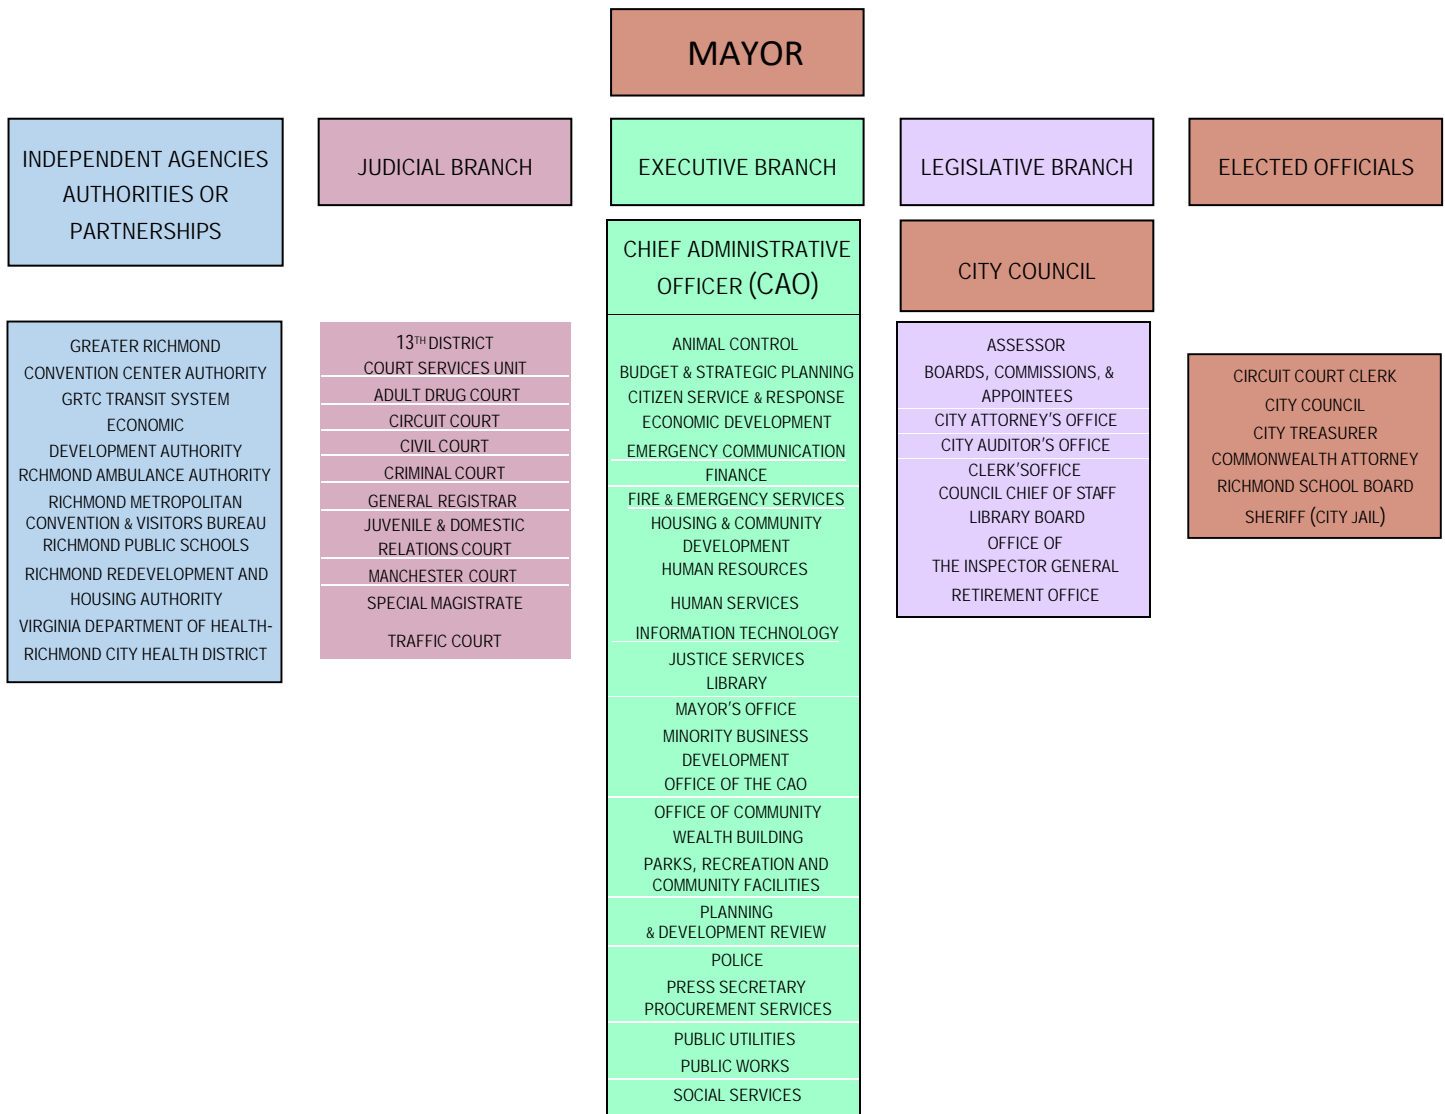 MAYOR
INDEPENDENT AGENCIES
AUTHORITIES OR
PARTNERSHIPS
JUDICIAL BRANCH
EXECUTIVE BRANCH
LEGISLATIVE BRANCH
ELECTED OFFICIALS
CHIEF ADMINISTRATIVE
OFFICER (CAO)
CITY COUNCIL
GREATER RICHMOND
CONVENTION CENTER AUTHORITY
GRTC TRANSIT SYSTEM
ECONOMIC
DEVELOPMENT AUTHORITY
RCHMOND AMBULANCE AUTHORITY
RICHMOND METROPOLITAN
CONVENTION & VISITORS BUREAU
RICHMOND PUBLIC SCHOOLS
RICHMOND REDEVELOPMENT AND
HOUSING AUTHORITY
VIRGINIA DEPARTMENT OF HEALTH-
RICHMOND CITY HEALTH DISTRICT
13TH DISTRICT
COURT SERVICES UNIT
ADULT DRUG COURT
CIRCUIT COURT
CIVIL COURT
CRIMINAL COURT
GENERAL REGISTRAR
JUVENILE & DOMESTIC
RELATIONS COURT
MANCHESTER COURT
SPECIAL MAGISTRATE
TRAFFIC COURT
ANIMAL CONTROL
BUDGET & STRATEGIC PLANNING
CITIZEN SERVICE & RESPONSE
ECONOMIC DEVELOPMENT
EMERGENCY COMMUNICATION
FINANCE
FIRE & EMERGENCY SERVICES
HOUSING & COMMUNITY
DEVELOPMENT
HUMAN RESOURCES
HUMAN SERVICES
INFORMATION TECHNOLOGY
JUSTICE SERVICES
LIBRARY
MAYOR'S OFFICE
MINORITY BUSINESS
DEVELOPMENT
OFFICE OF THE CAO
OFFICE OF COMMUNITY
WEALTH BUILDING
PARKS, RECREATION AND
COMMUNITY FACILITIES
PLANNING
& DEVELOPMENT REVIEW
POLICE
PRESS SECRETARY
PROCUREMENT SERVICES
PUBLIC UTILITIES
PUBLIC WORKS
SOCIAL SERVICES
ASSESSOR
BOARDS, COMMISSIONS, &
APPOINTEES
CITY ATTORNEY'S OFFICE
CITY AUDITOR'S OFFICE
CLERK'SOFFICE
COUNCIL CHIEF OF STAFF
LIBRARY BOARD
OFFICE OF
THE INSPECTOR GENERAL
RETIREMENT OFFICE
CIRCUIT COURT CLERK
CITY COUNCIL
CITY TREASURER
COMMONWEALTH ATTORNEY
RICHMOND SCHOOL BOARD
SHERIFF (CITY JAIL)